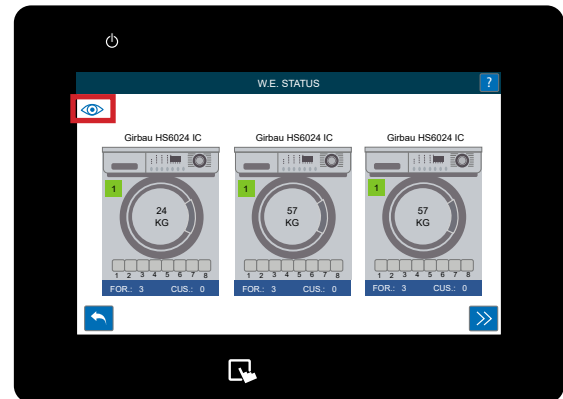 W.E. STATUS ?
Girbau HS6024 IC Girbau HS6024 IC Girbau HS6024 IC
1 1 1
24 57 57
KG KG KG
1 2 3 4 5 6 7 8 1 2 3 4 5 6 7 8 1 2 3 4 5 6 7 8
FOR.: 3 CUS.: 0 FOR.: 3 CUS.: 0 FOR.: 3 CUS.: 0